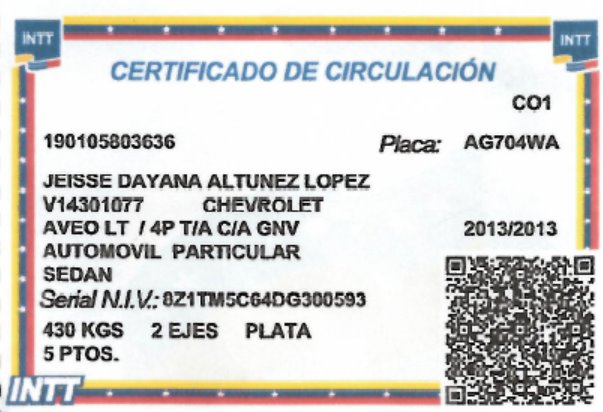 INTT
INTT
CERTIFICADO DE CIRCULACIÓN
CO1
190105803636 Placa: AG704WA
JEISSE DAYANA ALTUNEZ LOPEZ
V14301077 CHEVROLET
AVEO LT / 4P T/A C/A GNV 2013/2013
AUTOMOVIL PARTICULAR
SEDAN
Serial N.I.V.: 8Z1TM5C64DG300593
430 KGS 2 EJES PLATA
5 PTOS.
INTT